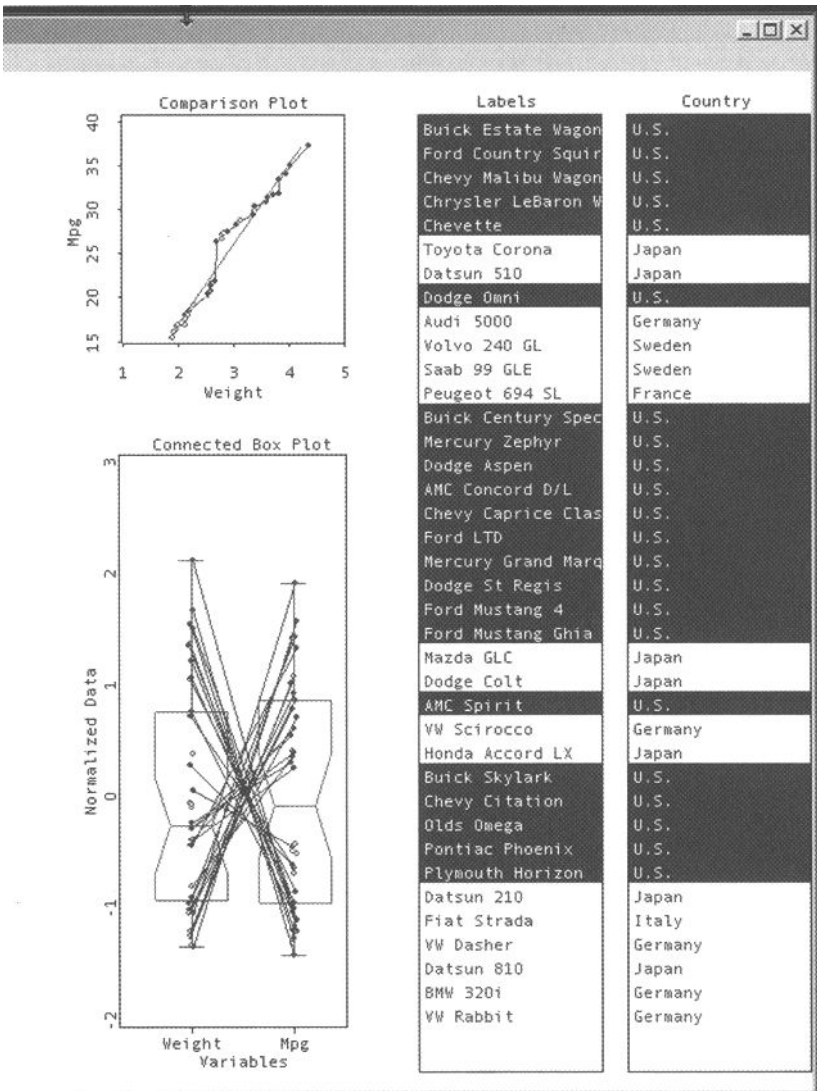 Comparison Plot
40
35
30
25
20
15
Mpg
1 2 3 4 5
Weight
Connected Box Plot
3
2
1
0
-1
-2
Normalized Data
Weight Mpg
Variables
Labels Country
Buick Estate Wagon U.S.
Ford Country Squir U.S.
Chevy Malibu Wagon U.S.
Chrysler LeBaron W U.S.
Chevette U.S.
Toyota Corona Japan
Datsun 510 Japan
Dodge Omni U.S.
Audi 5000 Germany
Volvo 240 GL Sweden
Saab 99 GLE Sweden
Peugeot 694 SL France
Buick Century Spec U.S.
Mercury Zephyr U.S.
Dodge Aspen U.S.
AMC Concord D/L U.S.
Chevy Caprice Clas U.S.
Ford LTD U.S.
Mercury Grand Marq U.S.
Dodge St Regis U.S.
Ford Mustang 4 U.S.
Ford Mustang Ghia U.S.
Mazda GLC Japan
Dodge Colt Japan
AMC Spirit U.S.
VW Scirocco Germany
Honda Accord LX Japan
Buick Skylark U.S.
Chevy Citation U.S.
Olds Omega U.S.
Pontiac Phoenix U.S.
Plymouth Horizon U.S.
Datsun 210 Japan
Fiat Strada Italy
VW Dasher Germany
Datsun 810 Japan
BMW 320i Germany
VW Rabbit Germany